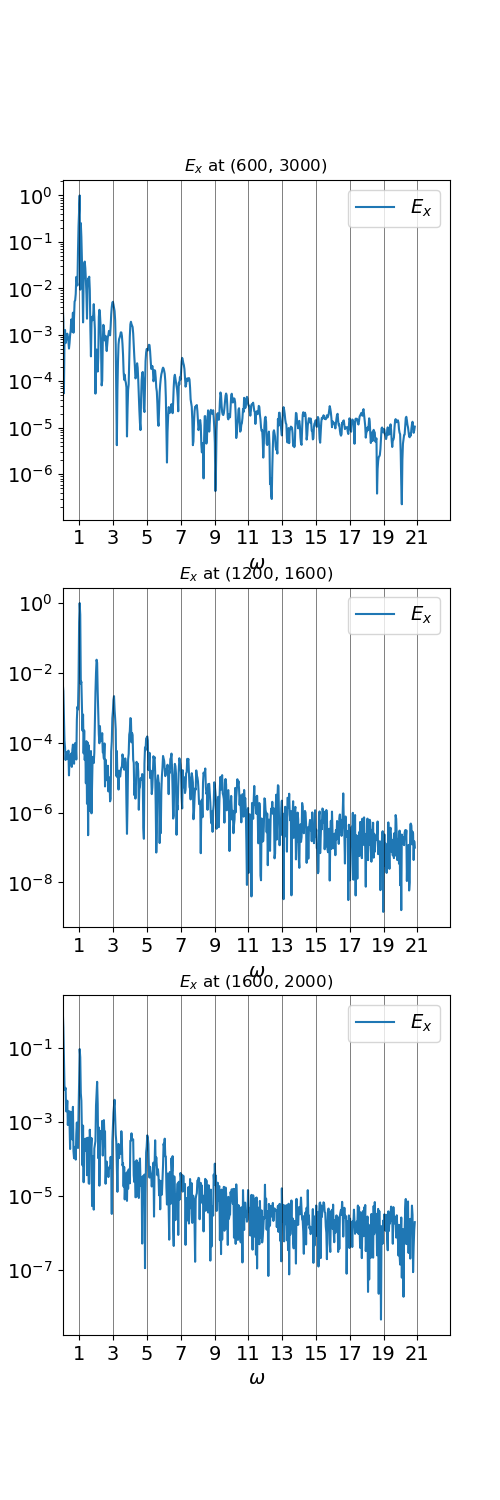 E_x at (600, 3000)
10^0
10^-1
10^-2
10^-3
10^-4
10^-5
10^-6
E_x
1 3 5 7 9 11 13 15 17 19 21
ω
E_x at (1200, 1600)
10^0
10^-2
10^-4
10^-6
10^-8
E_x
1 3 5 7 9 11 13 15 17 19 21
ω
E_x at (1600, 2000)
10^-1
10^-3
10^-5
10^-7
E_x
1 3 5 7 9 11 13 15 17 19 21
ω